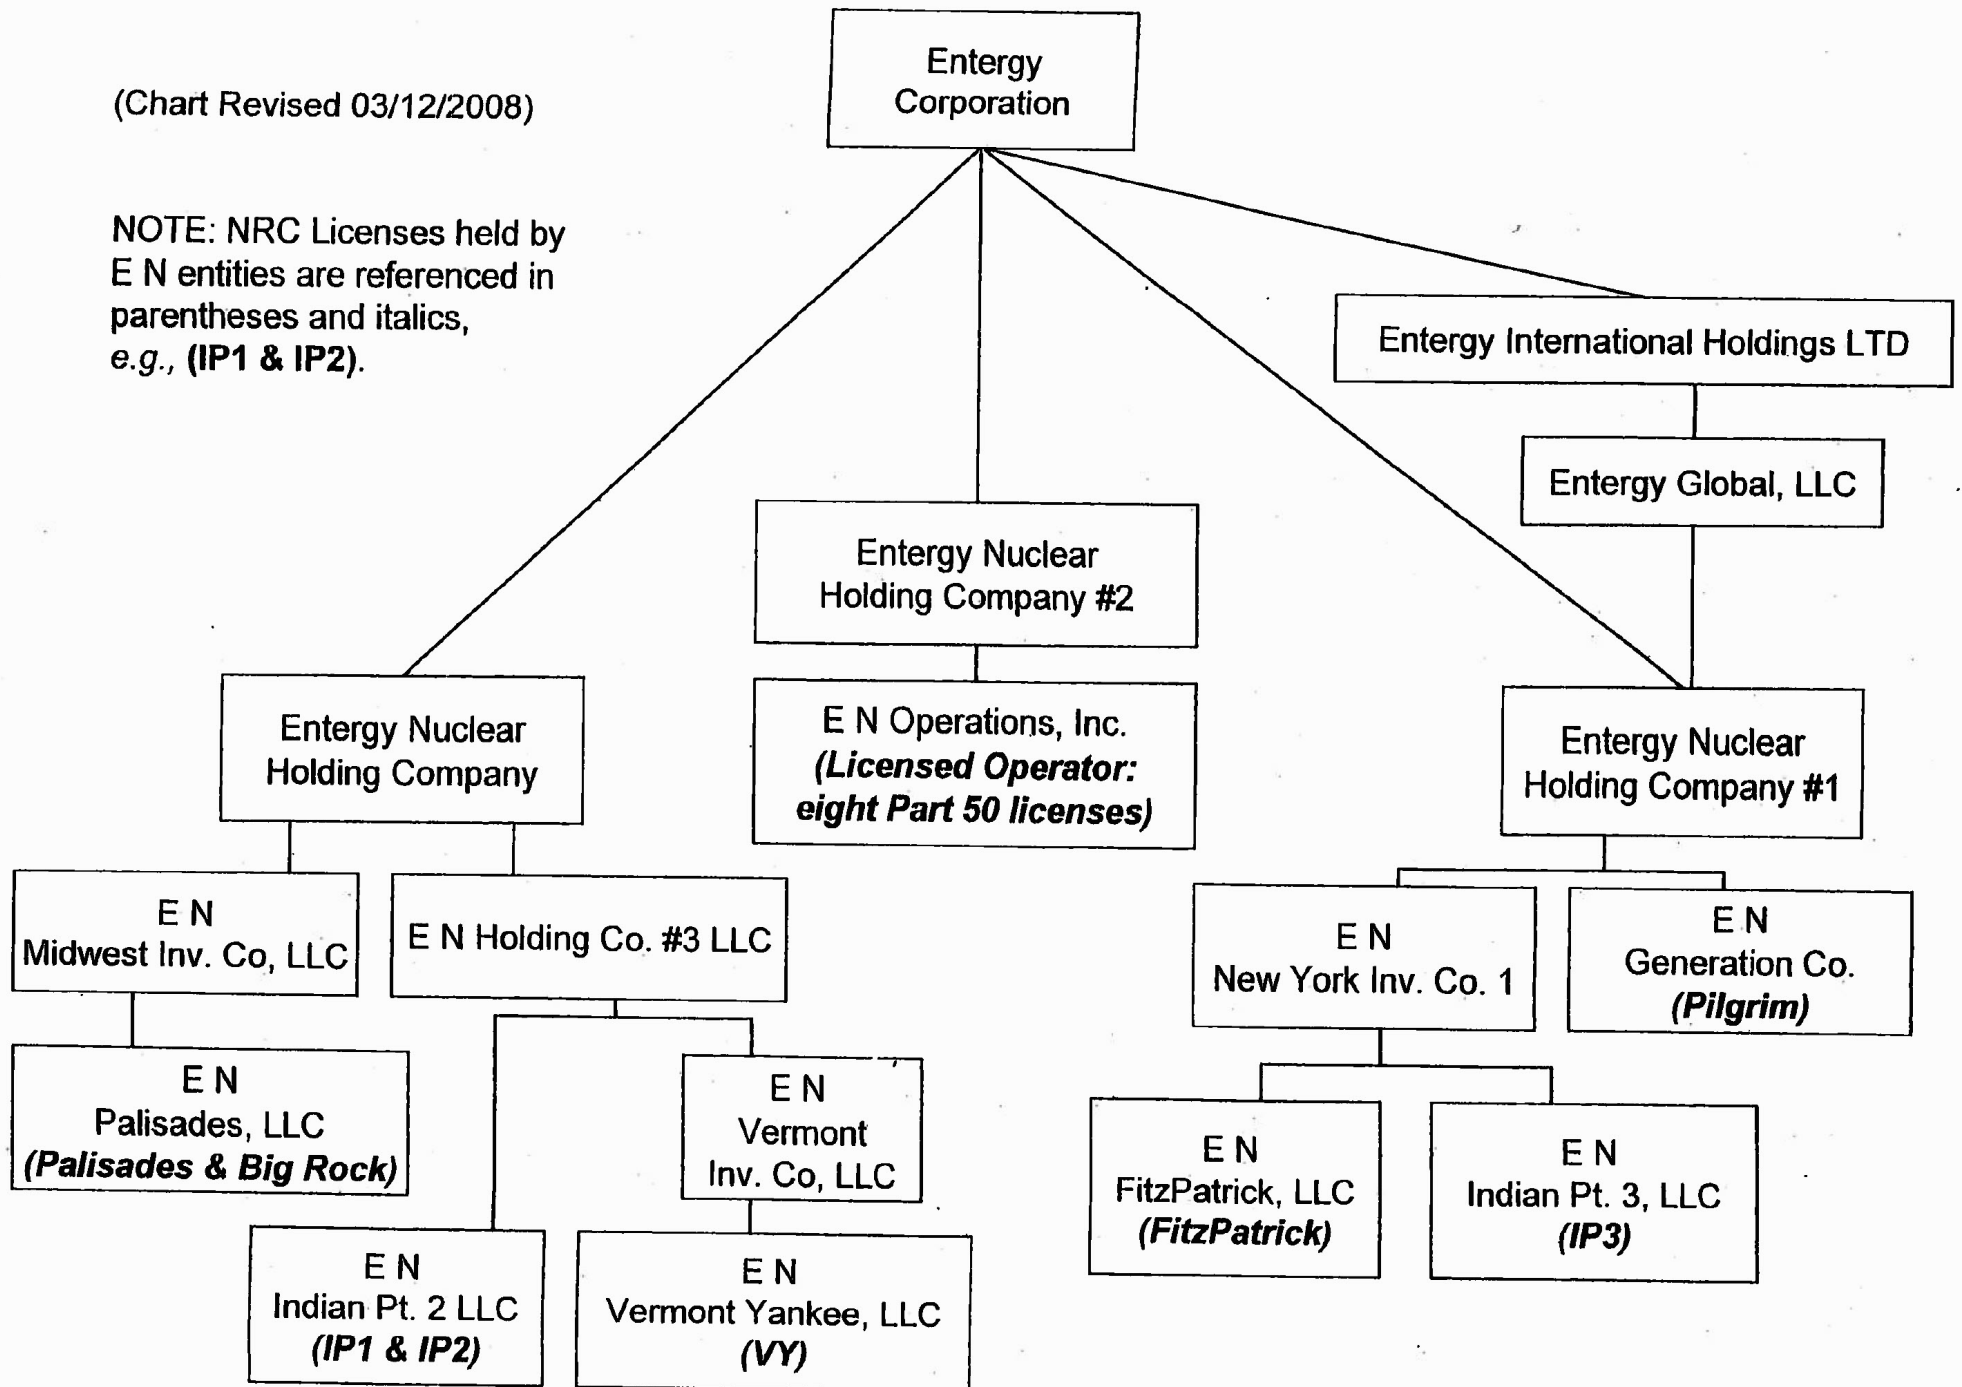 Entergy
Corporation
(Chart Revised 03/12/2008)
NOTE: NRC Licenses held by
E N entities are referenced in
parentheses and italics,
e.g., (IP1 & IP2).
Entergy International Holdings LTD
Entergy Global, LLC
Entergy Nuclear
Holding Company #2
E N Operations, Inc.
(Licensed Operator:
eight Part 50 licenses)
Entergy Nuclear
Holding Company
Entergy Nuclear
Holding Company #1
E N
Midwest Inv. Co, LLC
E N Holding Co. #3 LLC
E N
New York Inv. Co. 1
E N
Generation Co.
(Pilgrim)
E N
Palisades, LLC
(Palisades & Big Rock)
E N
Vermont
Inv. Co, LLC
E N
FitzPatrick, LLC
(FitzPatrick)
E N
Indian Pt. 3, LLC
(IP3)
E N
Indian Pt. 2 LLC
(IP1 & IP2)
E N
Vermont Yankee, LLC
(VY)